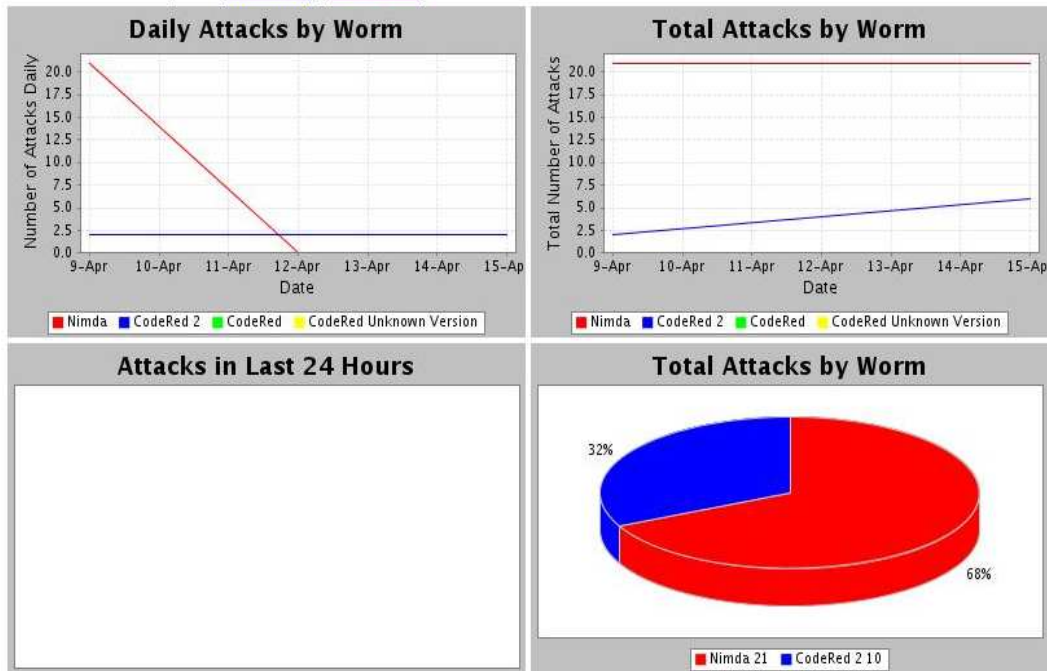 Daily Attacks by Worm
Number of Attacks Daily
20.0
17.5
15.0
12.5
10.0
7.5
5.0
2.5
0.0
9-Apr 10-Apr 11-Apr 12-Apr 13-Apr 14-Apr 15-Ap
Date
Nimda CodeRed 2 CodeRed CodeRed Unknown Version
Total Attacks by Worm
Total Number of Attacks
20.0
17.5
15.0
12.5
10.0
7.5
5.0
2.5
0.0
9-Apr 10-Apr 11-Apr 12-Apr 13-Apr 14-Apr 15-Ap
Date
Nimda CodeRed 2 CodeRed CodeRed Unknown Version
Attacks in Last 24 Hours
Total Attacks by Worm
32%
68%
Nimda 21 CodeRed 2 10